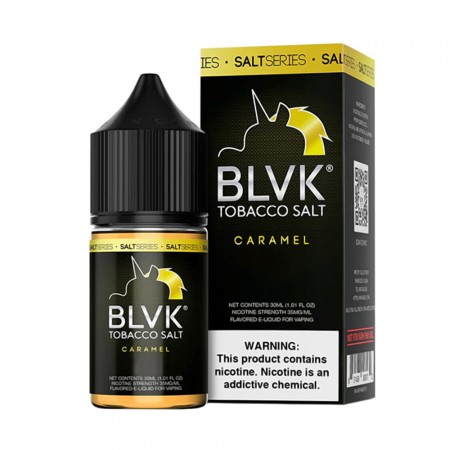 IES • SALTSERIES • SAL
BLVK®
TOBACCO SALT
CARAMEL
NET CONTENTS 30ML (1.01 FL OZ)
NICOTINE STRENGTH 35MG/ML
FLAVORED E-LIQUID FOR VAPING
WARNING:
This product contains
nicotine. Nicotine is an
addictive chemical.
SALTSERIES
IES • SALTSERIES •
BLVK®
TOBACCO SALT
CARAMEL
NET CONTENTS 30ML (1.01 FL OZ)
NICOTINE STRENGTH 35MG/ML
FLAVORED E-LIQUID FOR VAPING